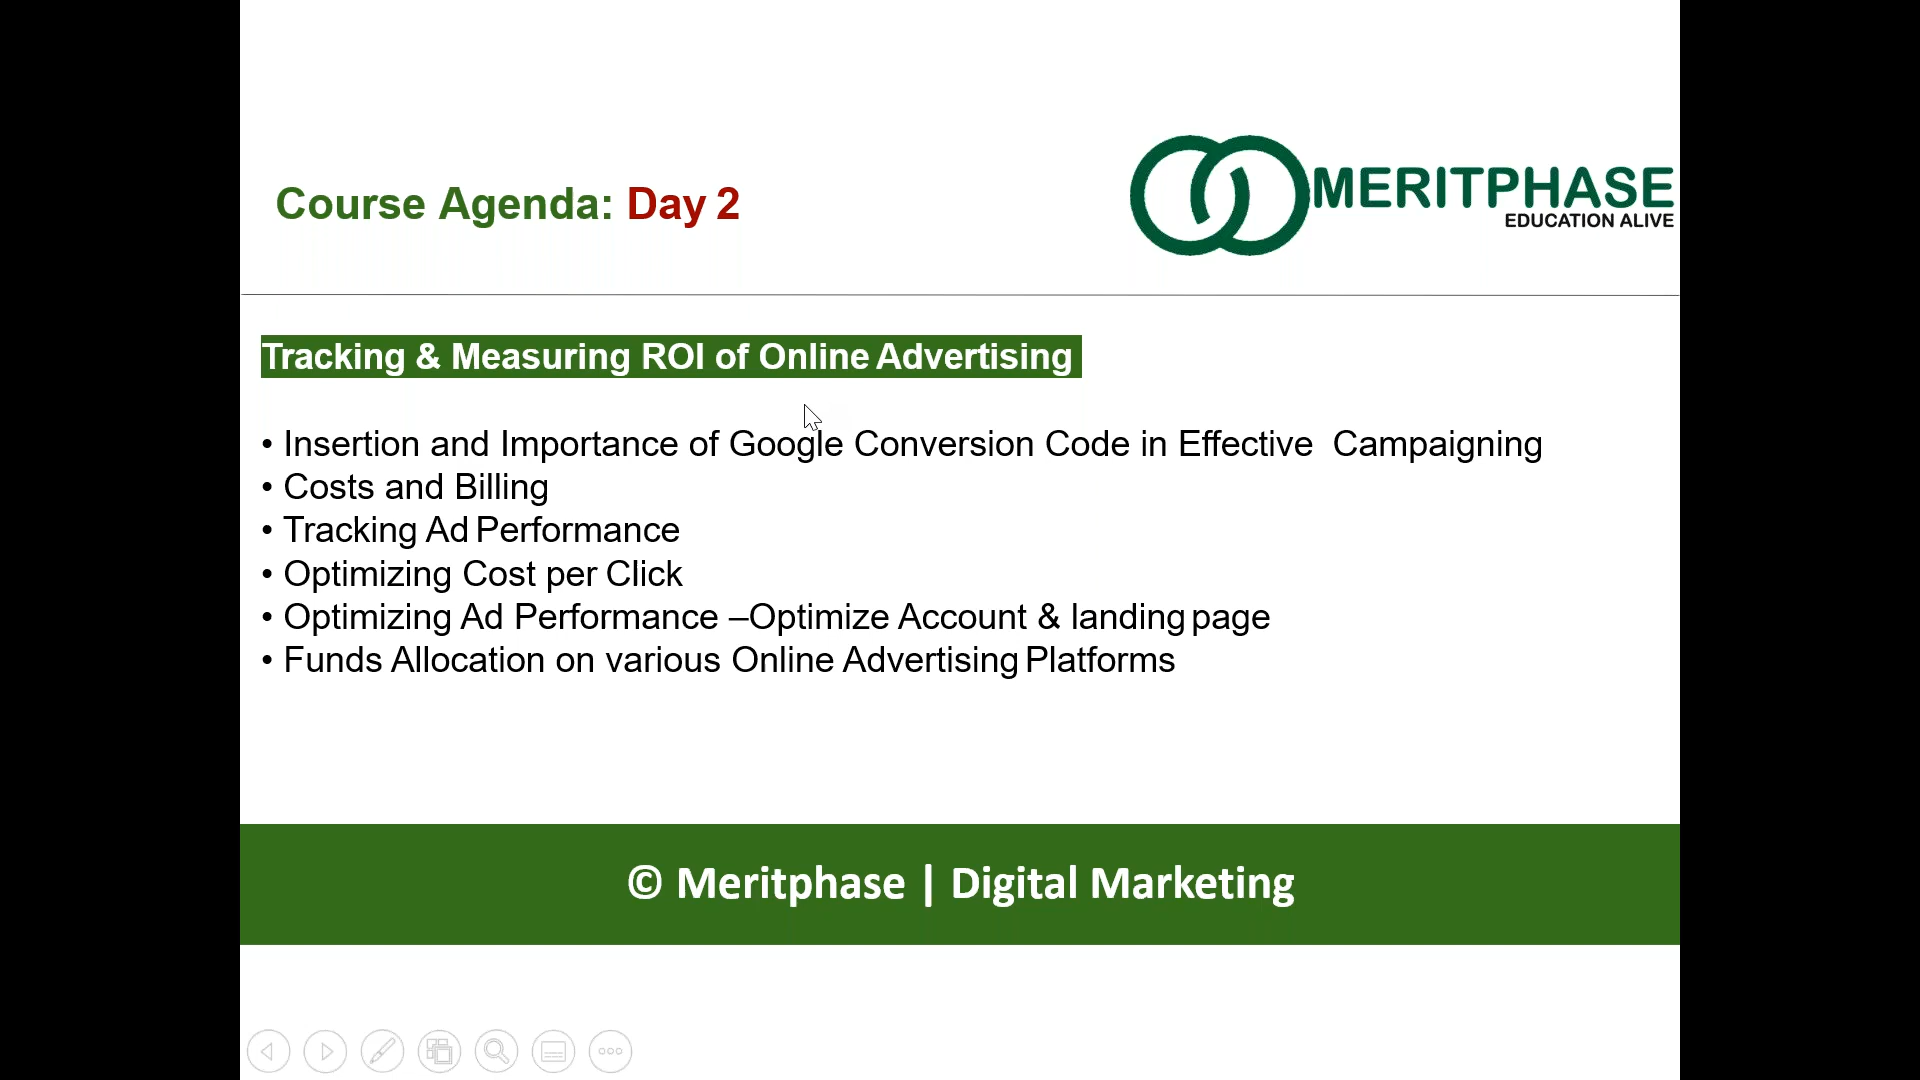 Course Agenda: Day 2
MERITPHASE
EDUCATION ALIVE
Tracking & Measuring ROI of Online Advertising
• Insertion and Importance of Google Conversion Code in Effective Campaigning
• Costs and Billing
• Tracking Ad Performance
• Optimizing Cost per Click
• Optimizing Ad Performance –Optimize Account & landing page
• Funds Allocation on various Online Advertising Platforms
© Meritphase | Digital Marketing